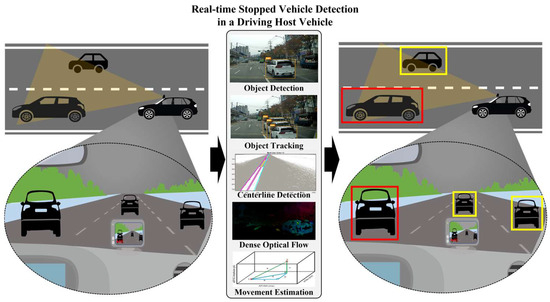 Real-time Stopped Vehicle Detection
in a Driving Host Vehicle
Object Detection
Object Tracking
Centerline Detection
Dense Optical Flow
Movement Estimation